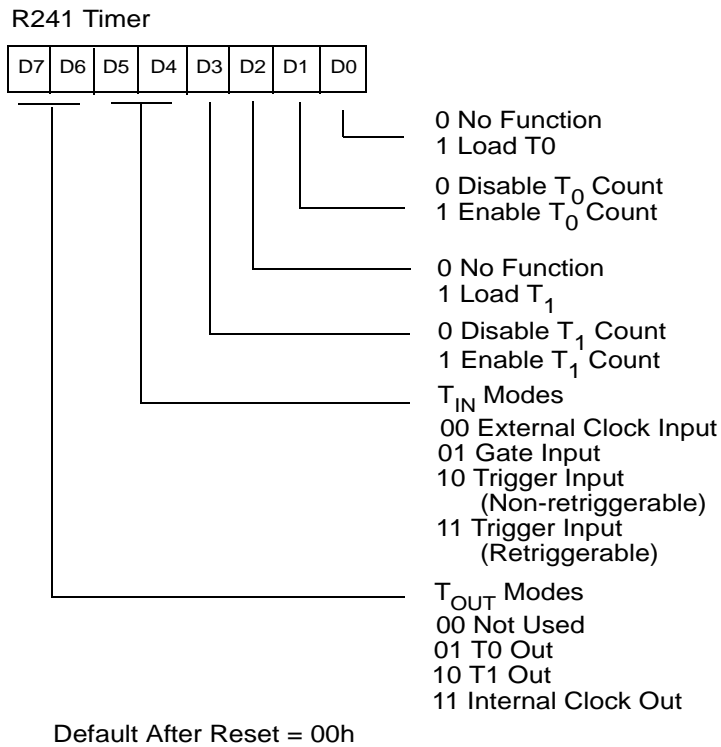 R241 Timer
D7 D6 D5 D4 D3 D2 D1 D0
0 No Function
1 Load T0
0 Disable T0 Count
1 Enable T0 Count
0 No Function
1 Load T1
0 Disable T1 Count
1 Enable T1 Count
TIN Modes
00 External Clock Input
01 Gate Input
10 Trigger Input
(Non-retriggerable)
11 Trigger Input
(Retriggerable)
TOUT Modes
00 Not Used
01 T0 Out
10 T1 Out
11 Internal Clock Out
Default After Reset = 00h